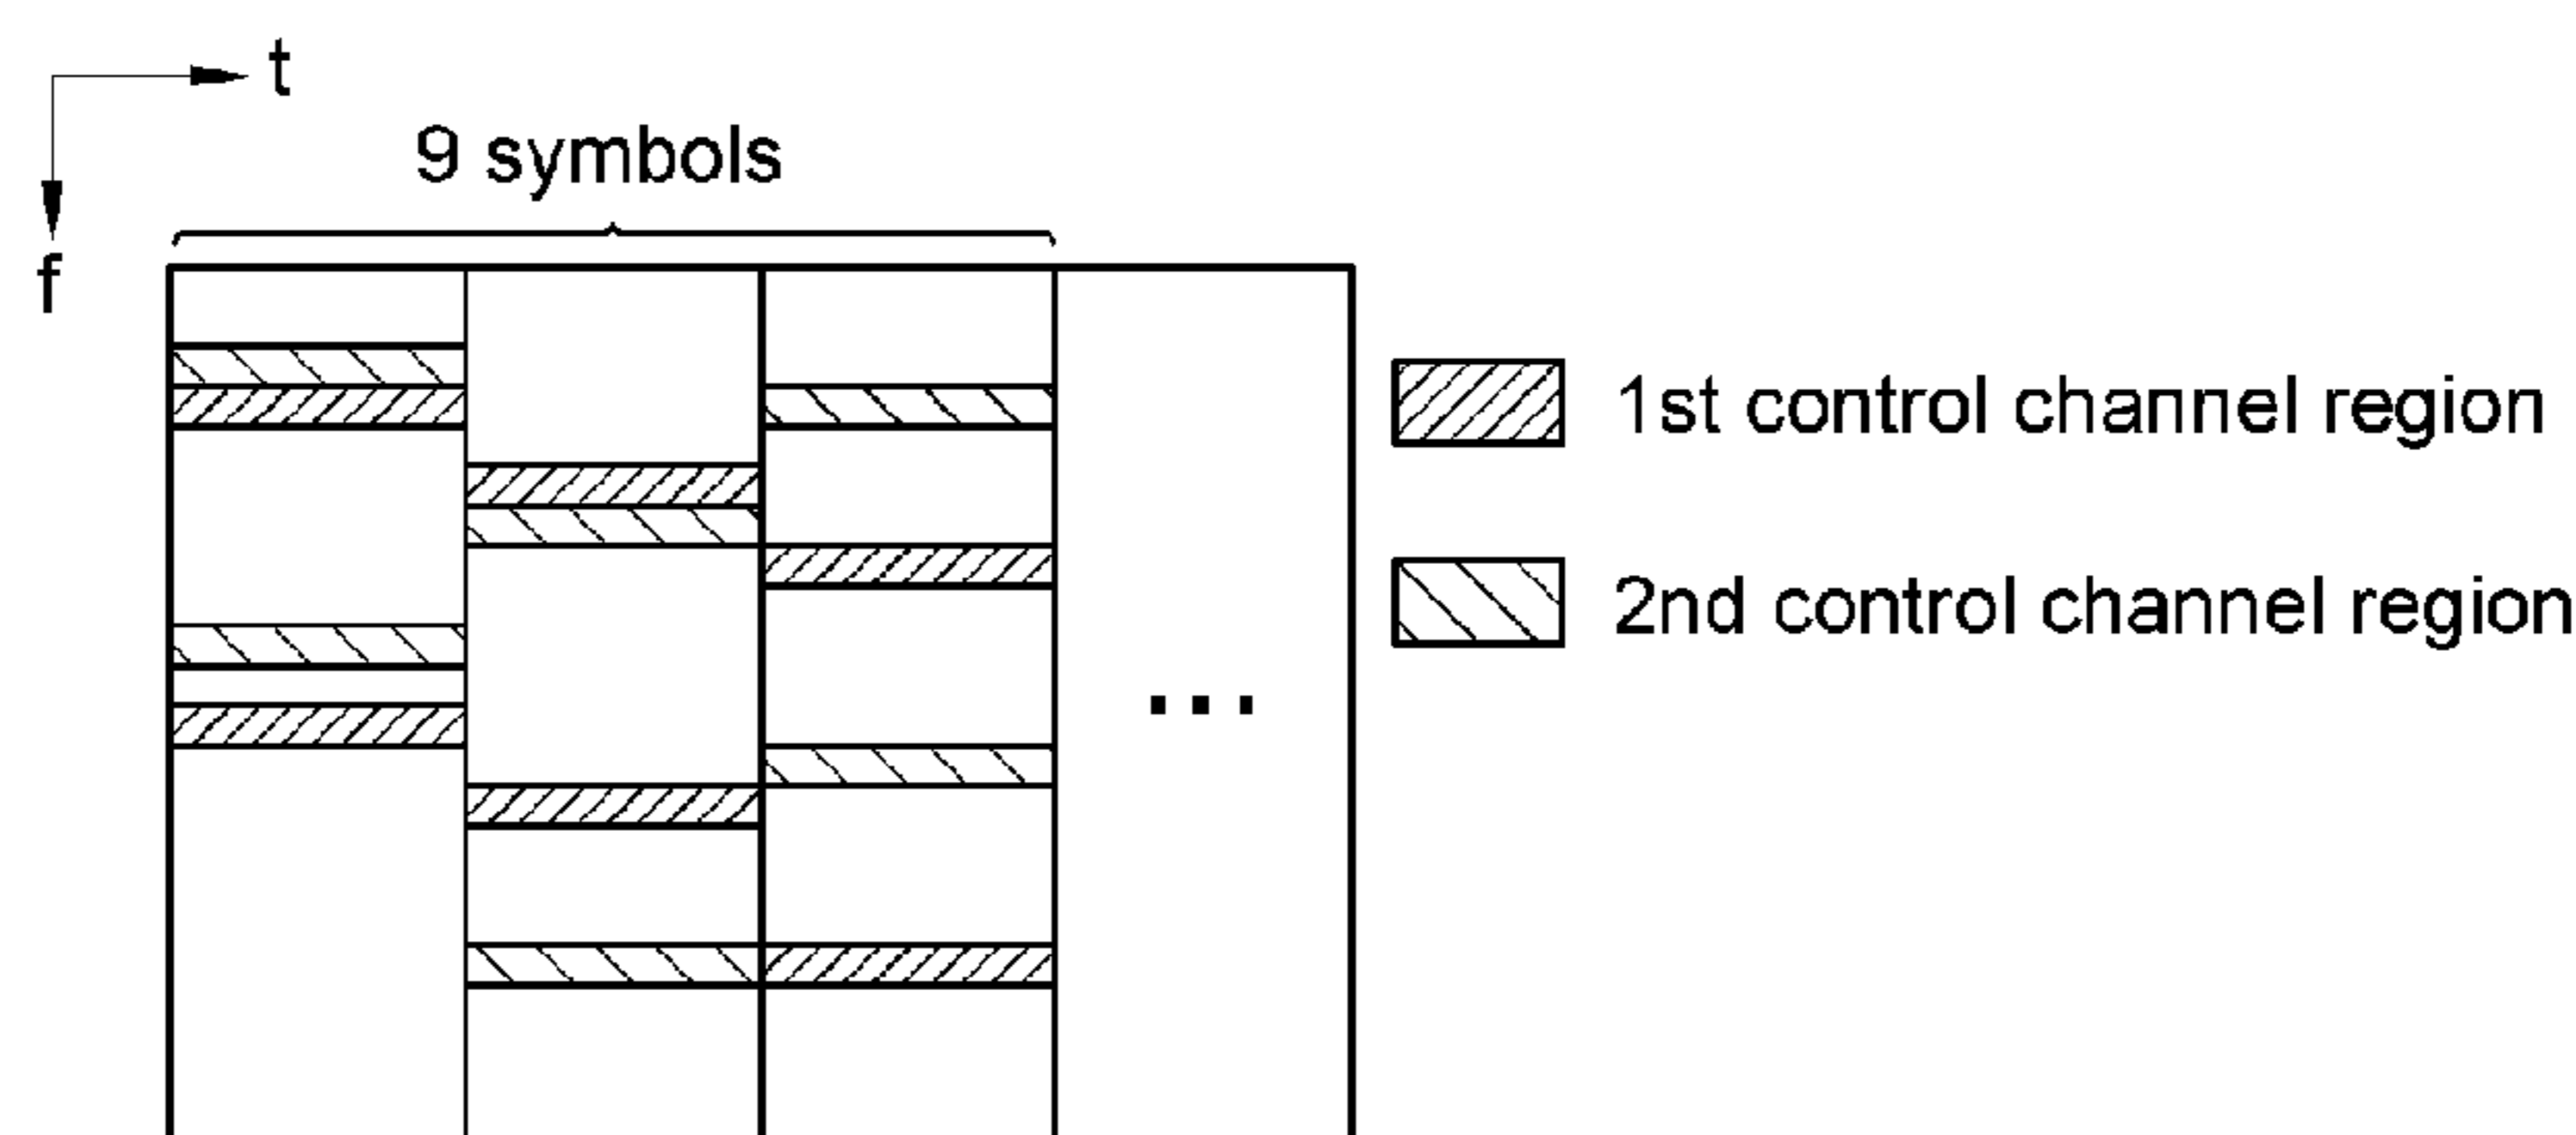 t
9 symbols
f
1st control channel region
2nd control channel region
...